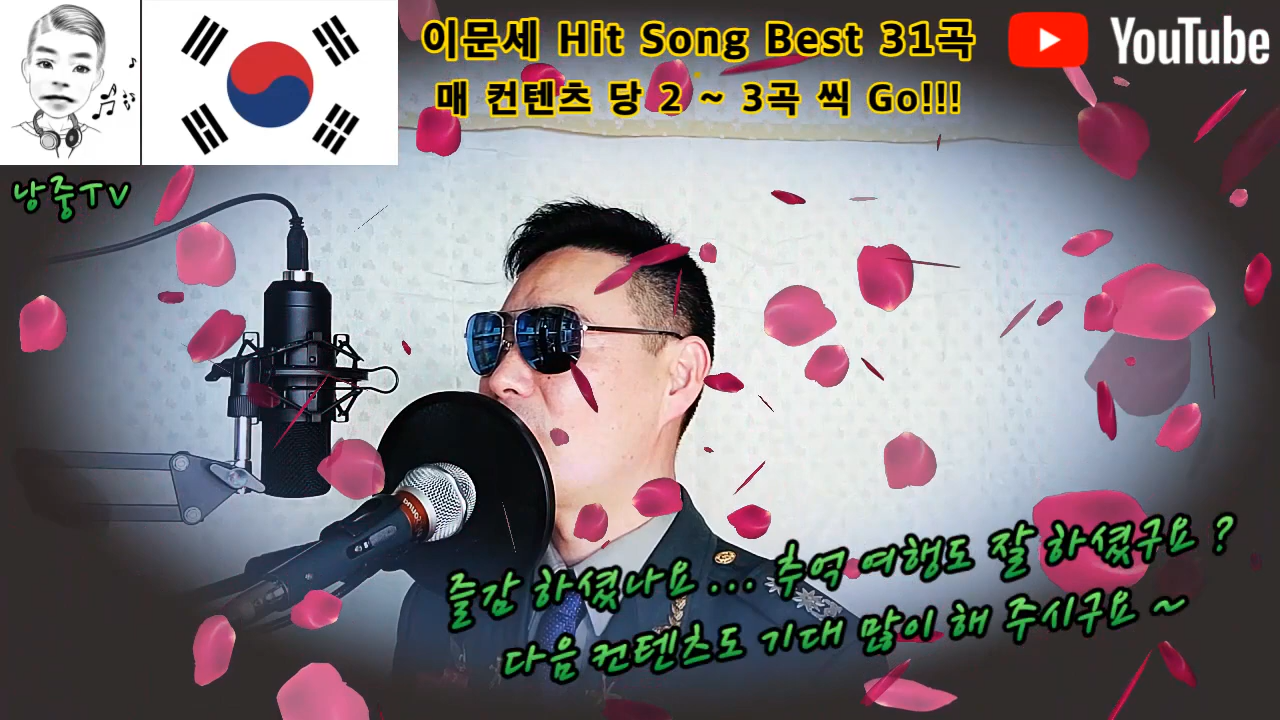 이문세 Hit Song Best 31곡
YouTube
매 컨텐츠 당 2 ~ 3곡 씩 Go!!!
낭중TV
즐감 하셨나요 ... 추억 여행도 잘 하셨구요 ?
다음 컨텐츠도 기대 많이 해 주시구요 ~